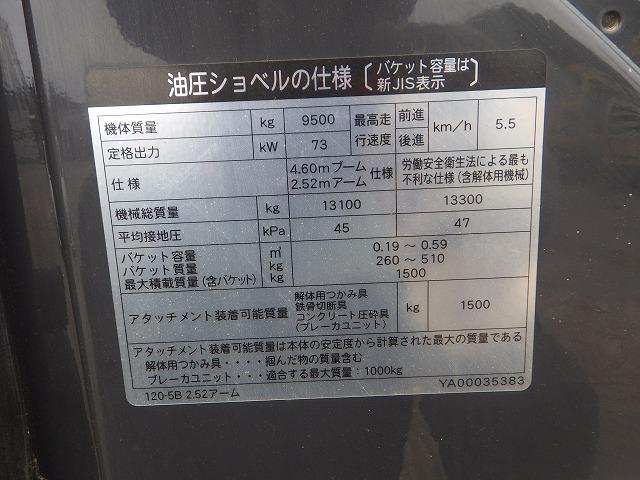 油圧ショベルの仕様〔バケット容量は新JIS表示〕
機体質量 kg 9500 最高走行速度 前進 後進 km/h 5.5
定格出力 kW 73
仕様 4.60mブーム 2.52mアーム 仕様 労働安全衛生法による最も不利な仕様(含解体用機械)
機械総質量 kg 13100 13300
平均接地圧 kPa 45 47
バケット容量 ㎥ 0.19 ～ 0.59
バケット質量 kg 260 ～ 510
最大積載質量(含バケット) kg 1500
アタッチメント装着可能質量 解体用つかみ具 鉄骨切断具 コンクリート圧砕具 (ブレーカユニット) kg 1500
アタッチメント装着可能質量は本体の安定度から計算された最大の質量である
解体用つかみ具・・・・掴んだ物の質量含む
ブレーカユニット・・・適合する最大質量：1000kg
120-5B 2.52アーム YA00035383